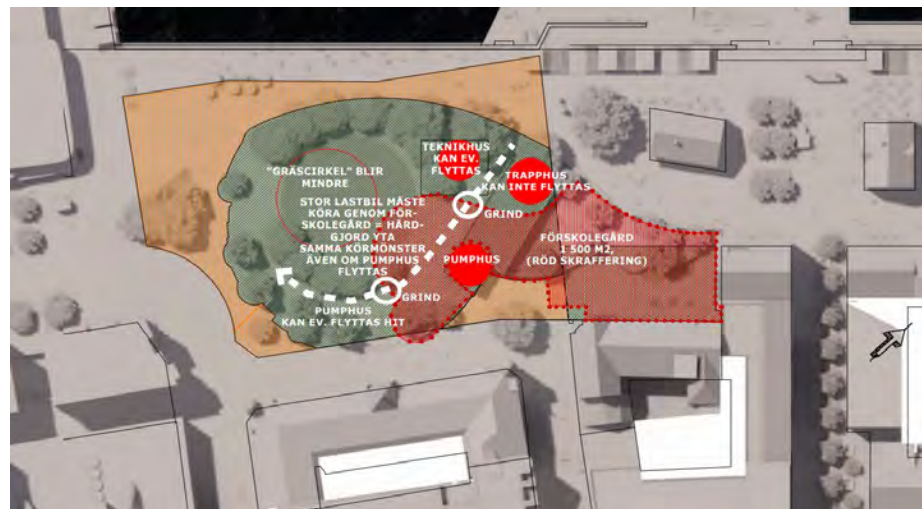 TEKNIKHUS
KAN EV.
FLYTTAS
"GRÄSCIRKEL" BLIR
MINDRE
TRAPPHUS
KAN INTE FLYTTAS
STOR LASTBIL MÅSTE
KÖRA GENOM FÖR-
SKOLEGÅRD = HÅRD-
GJORD YTA
SAMMA KÖRMÖNSTER
ÄVEN OM PUMPHUS
FLYTTAS
GRIND
FÖRSKOLEGÅRD
1 500 M2,
(RÖD SKRAFFERING)
PUMPHUS
GRIND
PUMPHUS
KAN EV. FLYTTAS HIT